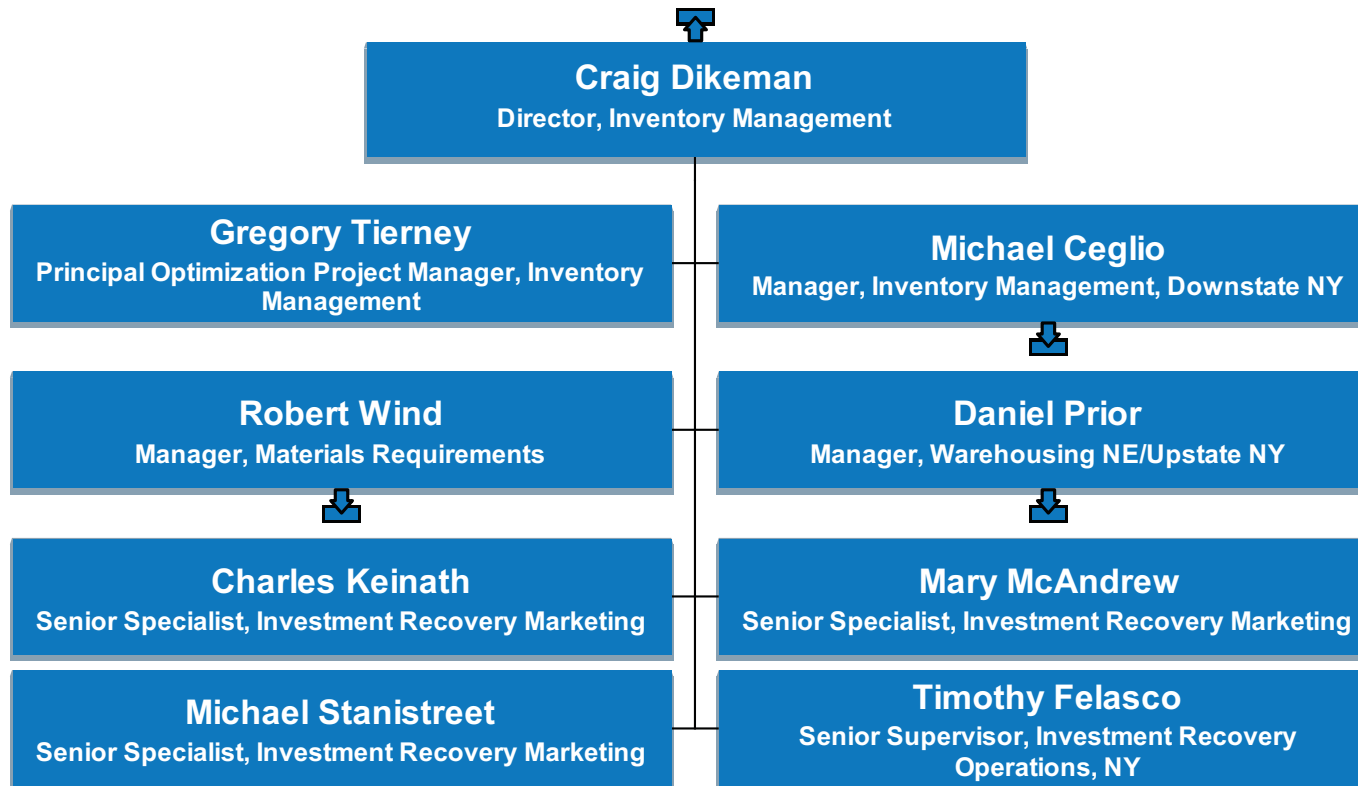 Craig Dikeman
Director, Inventory Management
Gregory Tierney
Principal Optimization Project Manager, Inventory
Management
Michael Ceglio
Manager, Inventory Management, Downstate NY
Robert Wind
Manager, Materials Requirements
Daniel Prior
Manager, Warehousing NE/Upstate NY
Charles Keinath
Senior Specialist, Investment Recovery Marketing
Mary McAndrew
Senior Specialist, Investment Recovery Marketing
Michael Stanistreet
Senior Specialist, Investment Recovery Marketing
Timothy Felasco
Senior Supervisor, Investment Recovery
Operations, NY